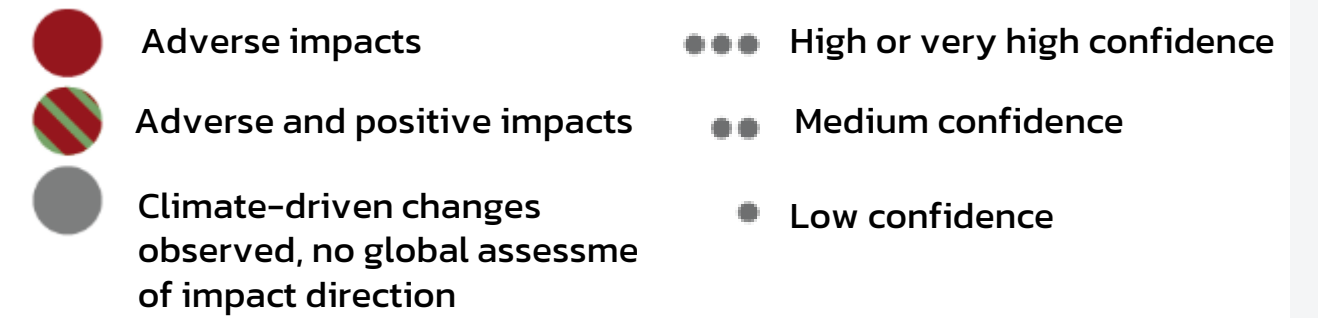 Adverse impacts
High or very high confidence
Adverse and positive impacts
Medium confidence
Climate-driven changes
observed, no global assessme
of impact direction
Low confidence